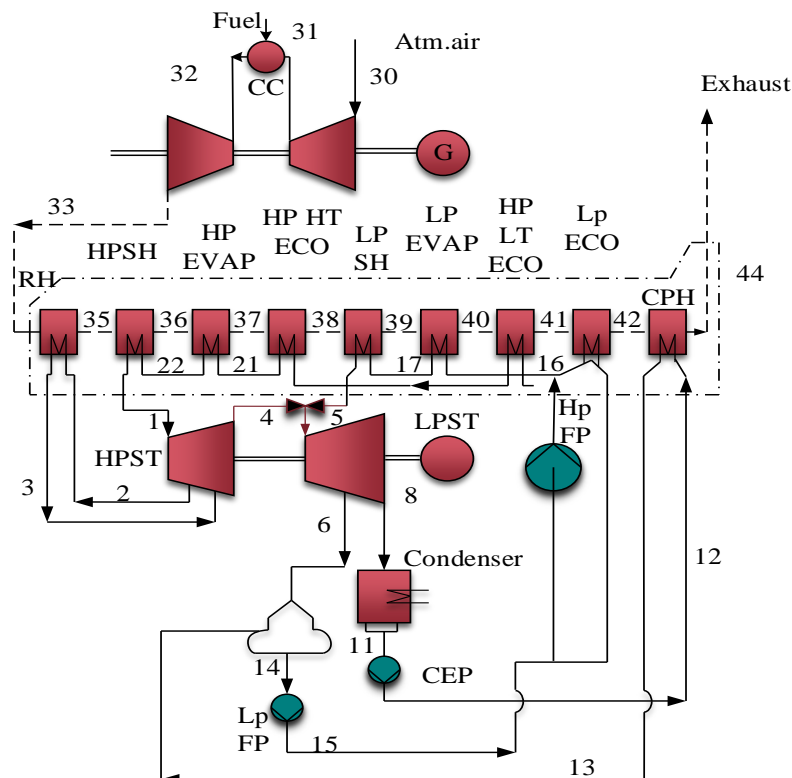 Fuel
31
Atm.air
32
CC
30
Exhaust
G
33
HPSH
HP
EVAP
HP HT
ECO
LP
SH
LP
EVAP
HP
LT
ECO
Lp
ECO
44
RH
CPH
35
36
37
38
39
40
41
42
22
21
17
16
1
4
5
LPST
Hp
FP
HPST
3
2
8
6
Condenser
12
11
14
CEP
Lp
FP
15
13